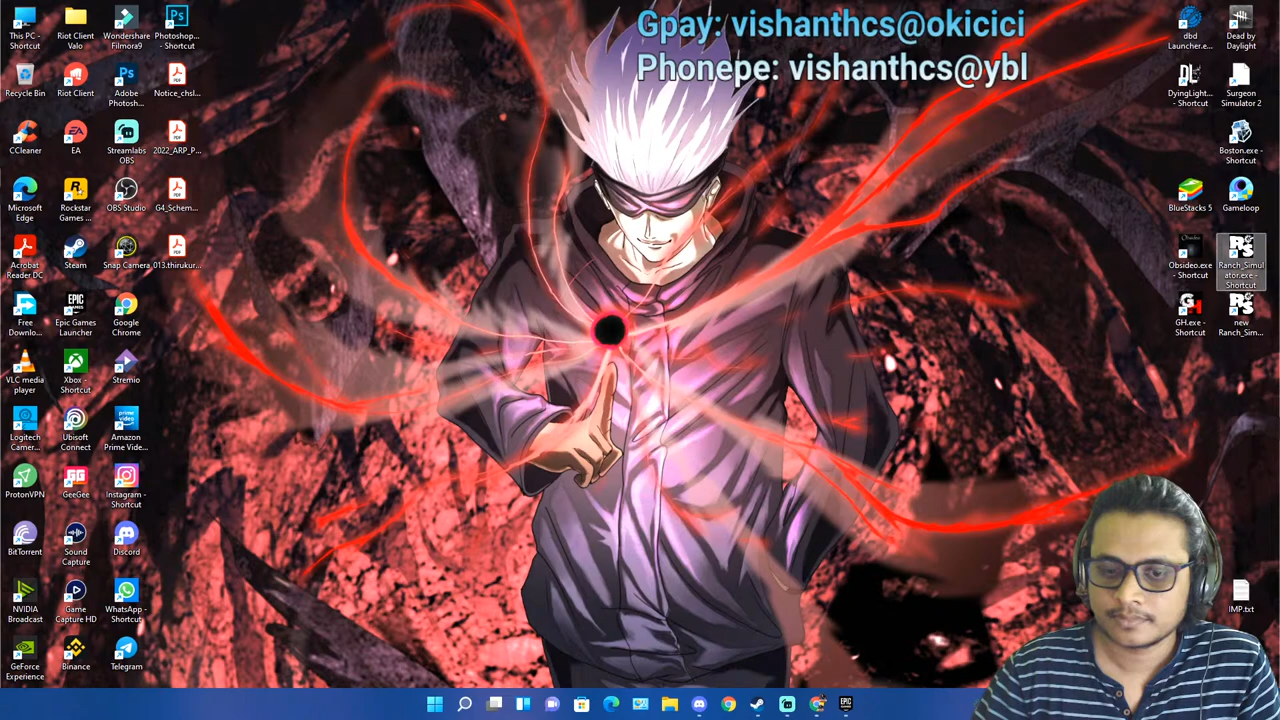 Gpay: vishanthcs@okicici
Phonepe: vishanthcs@ybl
This PC -
Shortcut
Riot Client
Valo
Wondershare
Filmora9
Photoshop...
- Shortcut
Recycle Bin
Riot Client
Adobe
Photosh...
Notice_chsl...
CCleaner
EA
Streamlabs
OBS
2022_ARP_P...
Microsoft
Edge
Rockstar
Games ...
OBS Studio
G4_Schem...
Acrobat
Reader DC
Steam
Snap Camera
013.thirukur...
Free
Downlo...
Epic Games
Launcher
Google
Chrome
VLC media
player
Xbox -
Shortcut
Stremio
Logitech
Camer...
Ubisoft
Connect
Amazon
Prime Vide...
ProtonVPN
GeeGee
Instagram -
Shortcut
BitTorrent
Sound
Capture
Discord
NVIDIA
Broadcast
Game
Capture HD
WhatsApp -
Shortcut
GeForce
Experience
Binance
Telegram
dbd
Launcher.e...
Dead by
Daylight
DyingLight...
- Shortcut
Surgeon
Simulator 2
Boston.exe -
Shortcut
BlueStacks 5
Gameloop
Obsideo.exe
- Shortcut
Ranch_Simul
ator.exe -
Shortcut
GH.exe -
Shortcut
new
Ranch_Sim...
IMP.txt